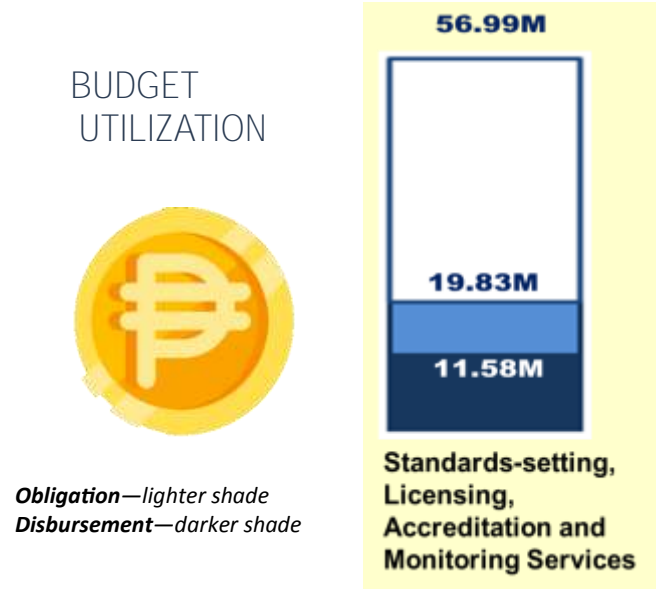 BUDGET
UTILIZATION
Obligation—lighter shade
Disbursement—darker shade
56.99M
19.83M
11.58M
Standards-setting,
Licensing,
Accreditation and
Monitoring Services